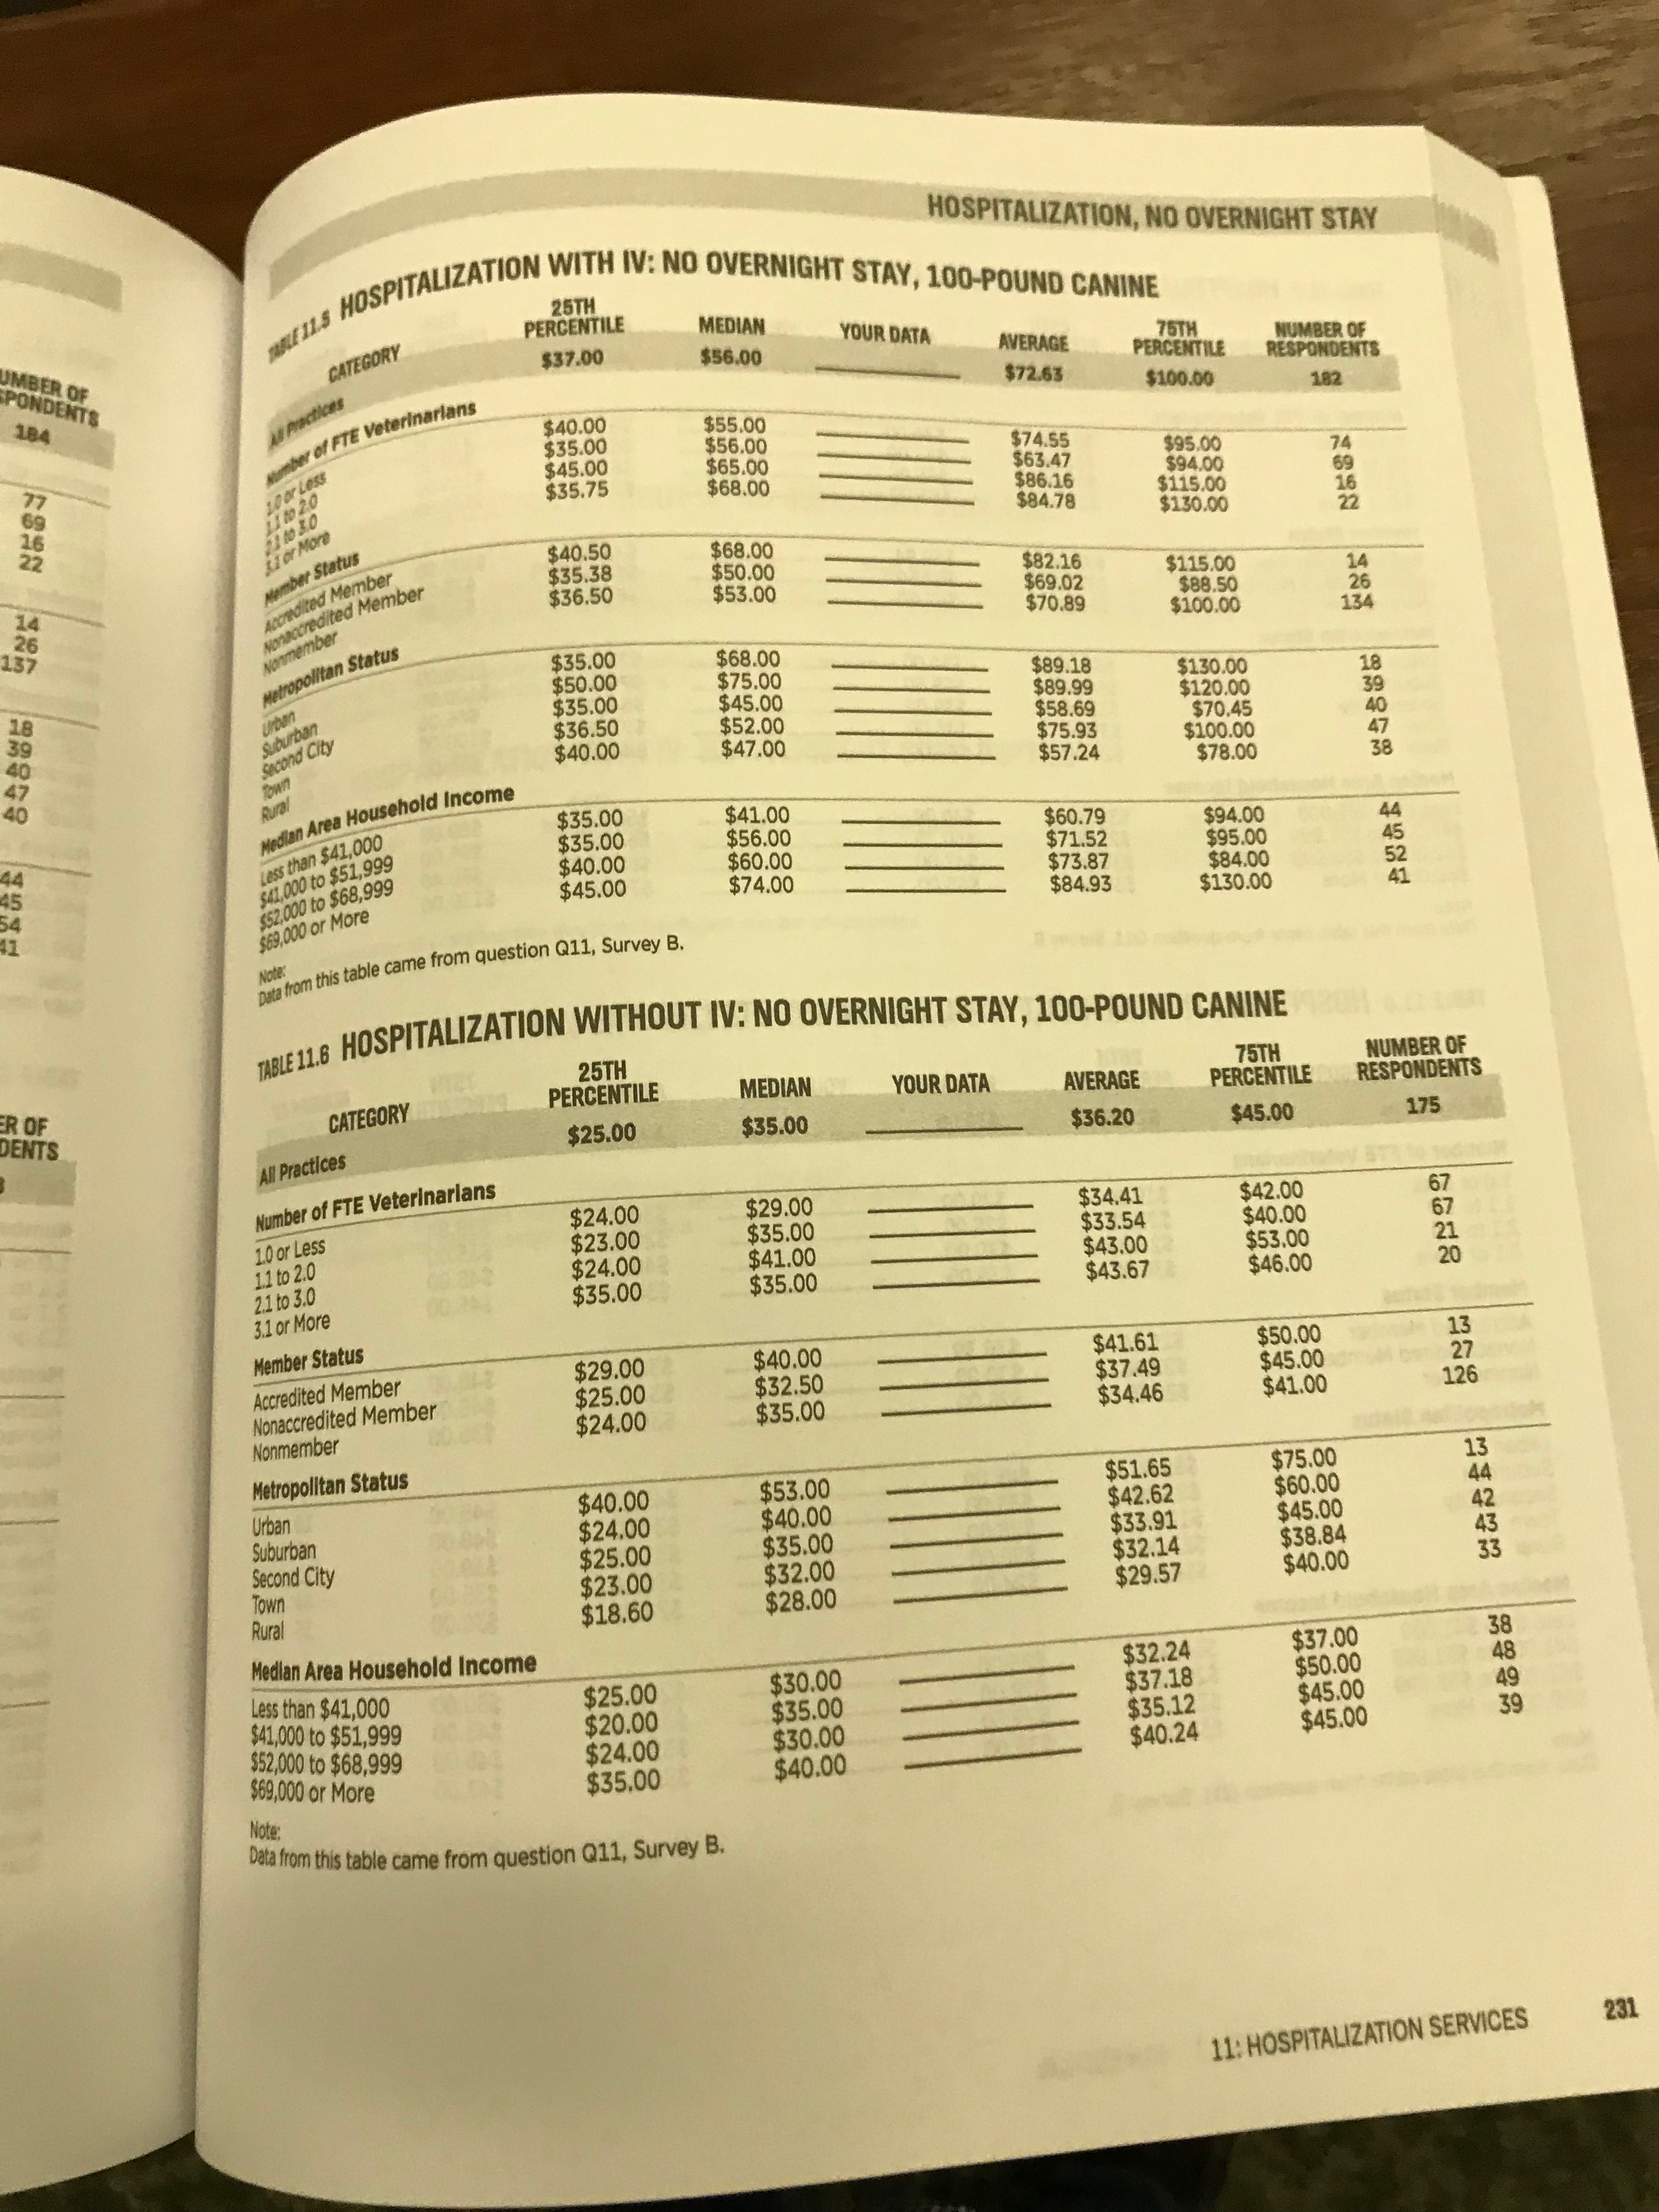 UMBER OF
SPONDENTS
184
77
69
16
22
14
26
137
18
39
40
47
40
44
45
54
41
ER OF
DENTS
HOSPITALIZATION, NO OVERNIGHT STAY
TABLE 11.5 HOSPITALIZATION WITH IV: NO OVERNIGHT STAY, 100-POUND CANINE
CATEGORY 25TH PERCENTILE MEDIAN YOUR DATA AVERAGE 75TH PERCENTILE NUMBER OF RESPONDENTS
All Practices $37.00 $56.00 $72.63 $100.00 182
Number of FTE Veterinarians
1.0 or Less $40.00 $55.00 $74.55 $95.00 74
1.1 to 2.0 $35.00 $56.00 $63.47 $94.00 69
2.1 to 3.0 $45.00 $65.00 $86.16 $115.00 16
3.1 or More $35.75 $68.00 $84.78 $130.00 22
Member Status
Accredited Member $40.50 $68.00 $82.16 $115.00 14
Nonaccredited Member $35.38 $50.00 $69.02 $88.50 26
Nonmember $36.50 $53.00 $70.89 $100.00 134
Metropolitan Status
Urban $35.00 $68.00 $89.18 $130.00 18
Suburban $50.00 $75.00 $89.99 $120.00 39
Second City $35.00 $45.00 $58.69 $70.45 40
Town $36.50 $52.00 $75.93 $100.00 47
Rural $40.00 $47.00 $57.24 $78.00 38
Median Area Household Income
Less than $41,000 $35.00 $41.00 $60.79 $94.00 44
$41,000 to $51,999 $35.00 $56.00 $71.52 $95.00 45
$52,000 to $68,999 $40.00 $60.00 $73.87 $84.00 52
$69,000 or More $45.00 $74.00 $84.93 $130.00 41
Note:
Data from this table came from question Q11, Survey B.
TABLE 11.6 HOSPITALIZATION WITHOUT IV: NO OVERNIGHT STAY, 100-POUND CANINE
CATEGORY 25TH PERCENTILE MEDIAN YOUR DATA AVERAGE 75TH PERCENTILE NUMBER OF RESPONDENTS
All Practices $25.00 $35.00 $36.20 $45.00 175
Number of FTE Veterinarians
1.0 or Less $24.00 $29.00 $34.41 $42.00 67
1.1 to 2.0 $23.00 $35.00 $33.54 $40.00 67
2.1 to 3.0 $24.00 $41.00 $43.00 $53.00 21
3.1 or More $35.00 $35.00 $43.67 $46.00 20
Member Status
Accredited Member $29.00 $40.00 $41.61 $50.00 13
Nonaccredited Member $25.00 $32.50 $37.49 $45.00 27
Nonmember $24.00 $35.00 $34.46 $41.00 126
Metropolitan Status
Urban $40.00 $53.00 $51.65 $75.00 13
Suburban $24.00 $40.00 $42.62 $60.00 44
Second City $25.00 $35.00 $33.91 $45.00 42
Town $23.00 $32.00 $32.14 $38.84 43
Rural $18.60 $28.00 $29.57 $40.00 33
Median Area Household Income
Less than $41,000 $25.00 $30.00 $32.24 $37.00 38
$41,000 to $51,999 $20.00 $35.00 $37.18 $50.00 48
$52,000 to $68,999 $24.00 $30.00 $35.12 $45.00 49
$69,000 or More $35.00 $40.00 $40.24 $45.00 39
Note:
Data from this table came from question Q11, Survey B.
11: HOSPITALIZATION SERVICES 231